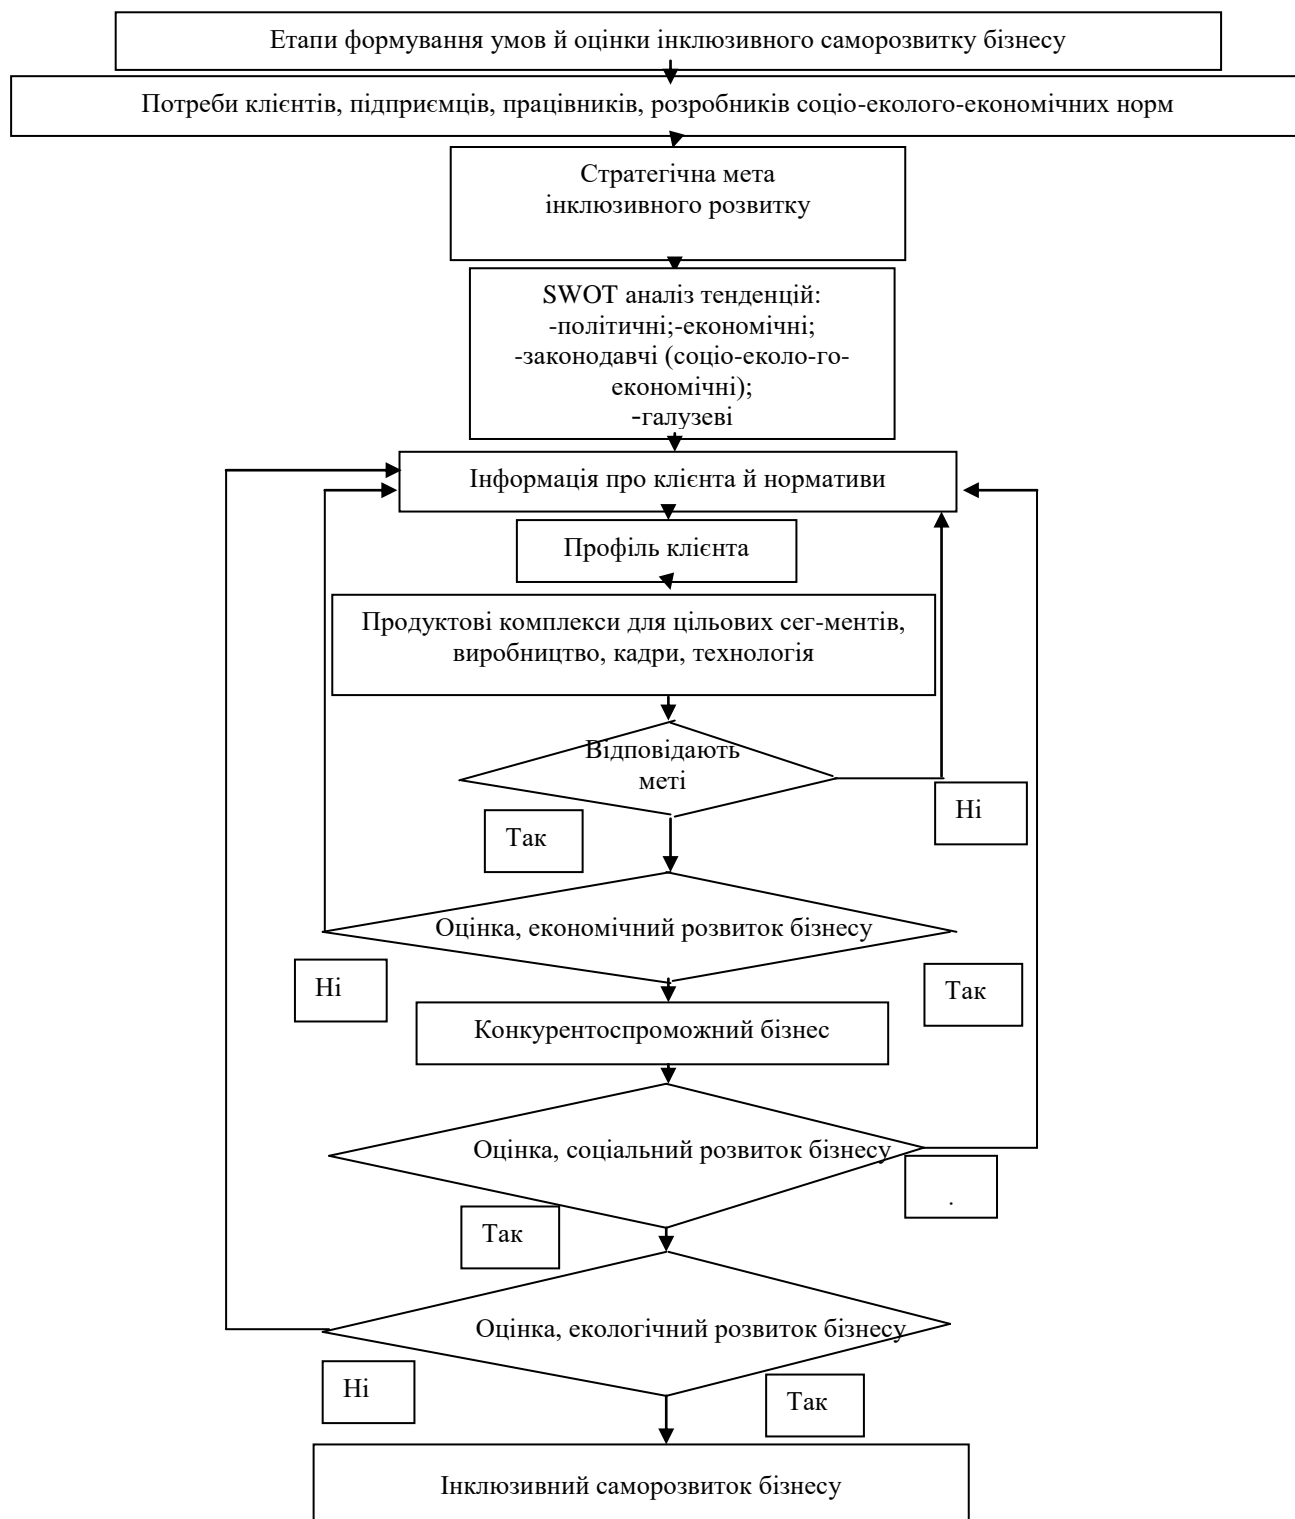 Етапи формування умов й оцінки інклюзивного саморозвитку бізнесу
Потреби клієнтів, підприємців, працівників, розробників соціо-еколого-економічних норм
Стратегічна мета
інклюзивного розвитку
SWOT аналіз тенденцій:
-політичні;-економічні;
-законодавчі (соціо-еколо-го-
економічні);
-галузеві
Інформація про клієнта й нормативи
Профіль клієнта
Продуктові комплекси для цільових сег-ментів,
виробництво, кадри, технологія
Відповідають
меті
Ні
Так
Оцінка, економічний розвиток бізнесу
Ні
Так
Конкурентоспроможний бізнес
Оцінка, соціальний розвиток бізнесу
.
Так
Оцінка, екологічний розвиток бізнесу
Ні
Так
Інклюзивний саморозвиток бізнесу